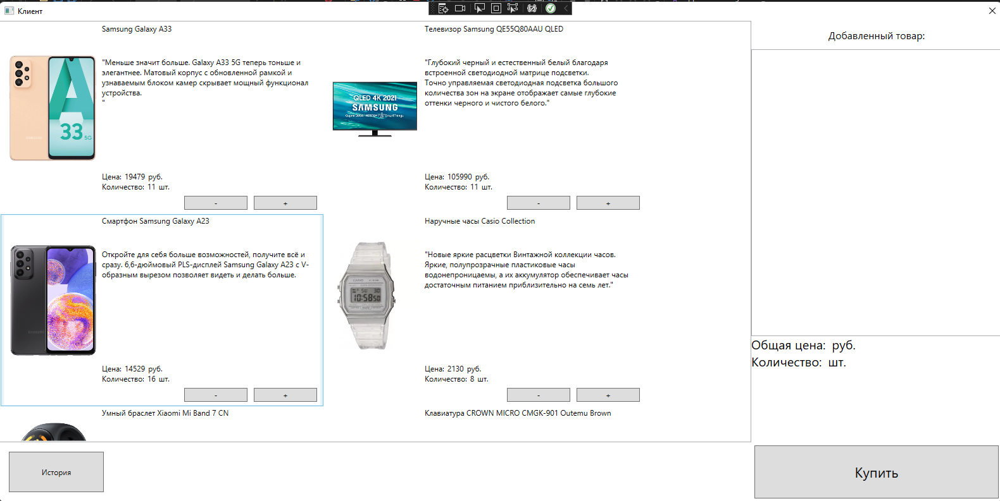 Клиент
Samsung Galaxy A33
"Меньше значит больше. Galaxy A33 5G теперь тоньше и
элегантнее. Матовый корпус с обновленной рамкой и
узнаваемым блоком камер скрывает мощный функционал
устройства.
"
A
33 5G
Цена: 19479 руб.
Количество: 11 шт.
- +
Телевизор Samsung QE55Q80AAU QLED
"Глубокий черный и естественный белый благодаря
встроенной светодиодной матрице подсветки.
Точно управляемая светодиодная подсветка большого
количества зон на экране отображает самые глубокие
оттенки черного и чистого белого."
QLED 4K 2021
SAMSUNG
Цена: 105990 руб.
Количество: 11 шт.
- +
Смартфон Samsung Galaxy A23
Откройте для себя больше возможностей, получите всё и
сразу. 6,6-дюймовый PLS-дисплей Samsung Galaxy A23 с V-
образным вырезом позволяет видеть и делать больше.
Цена: 14529 руб.
Количество: 16 шт.
- +
Наручные часы Casio Collection
"Новые яркие расцветки Винтажной коллекции часов.
Яркие, полупрозрачные пластиковые часы
водонепроницаемы, а их аккумулятор обеспечивает часы
достаточным питанием приблизительно на семь лет."
SU 30
10:58 50
Цена: 2130 руб.
Количество: 8 шт.
- +
Умный браслет Xiaomi Mi Band 7 CN
Клавиатура CROWN MICRO CMGK-901 Outemu Brown
Добавленный товар:
Общая цена: руб.
Количество: шт.
История
Купить